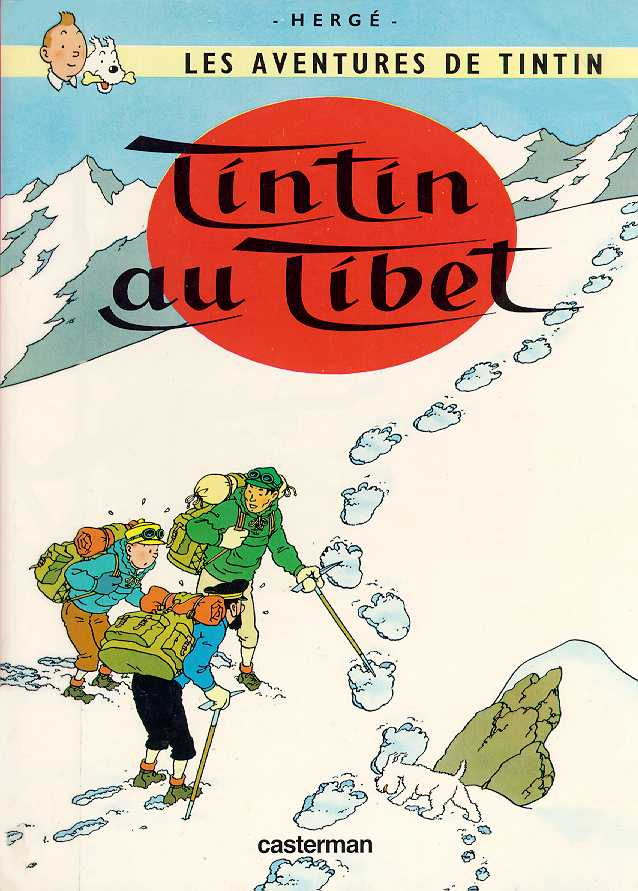 - HERGÉ -
LES AVENTURES DE TINTIN
Tintin
au Tibet
casterman